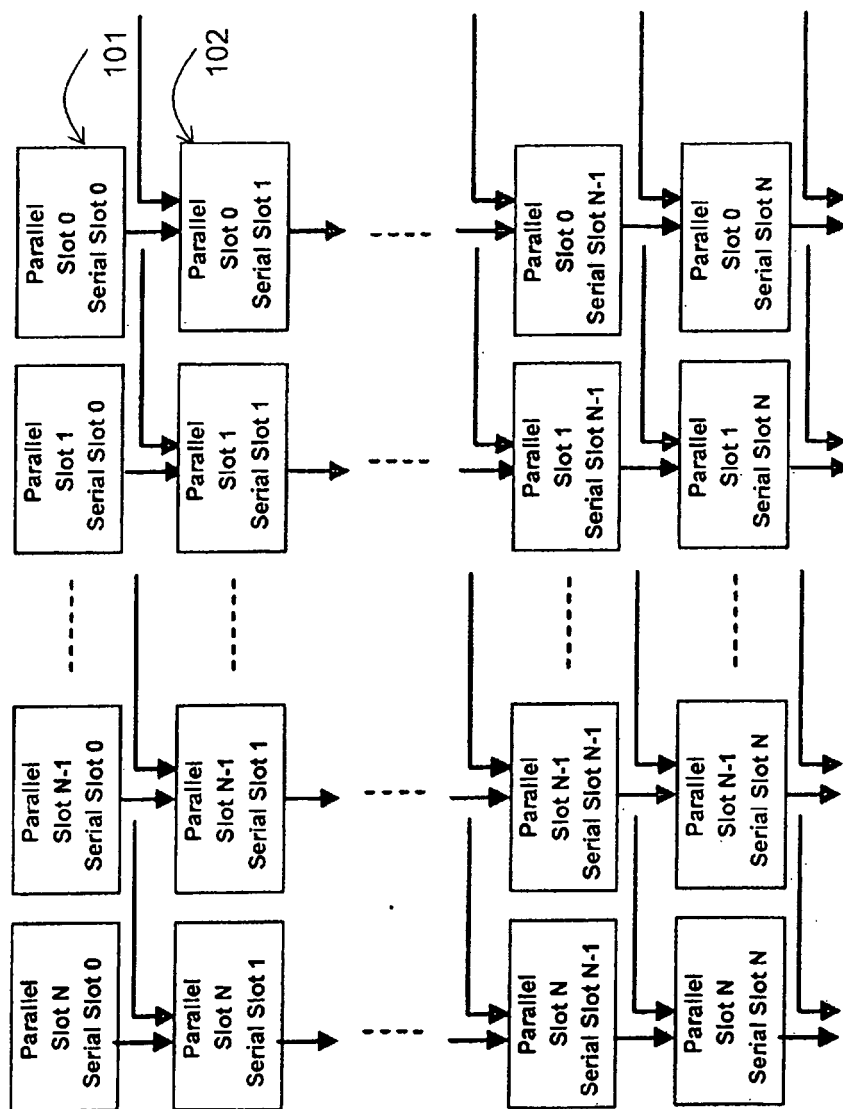 Parallel
Slot N
Serial Slot 0
Parallel
Slot N-1
Serial Slot 0
Parallel
Slot 1
Serial Slot 0
Parallel
Slot 0
Serial Slot 0
101
Parallel
Slot N
Serial Slot 1
Parallel
Slot N-1
Serial Slot 1
Parallel
Slot 1
Serial Slot 1
Parallel
Slot 0
Serial Slot 1
102
Parallel
Slot N
Serial Slot N-1
Parallel
Slot N-1
Serial Slot N-1
Parallel
Slot 1
Serial Slot N-1
Parallel
Slot 0
Serial Slot N-1
Parallel
Slot N
Serial Slot N
Parallel
Slot N-1
Serial Slot N
Parallel
Slot 1
Serial Slot N
Parallel
Slot 0
Serial Slot N